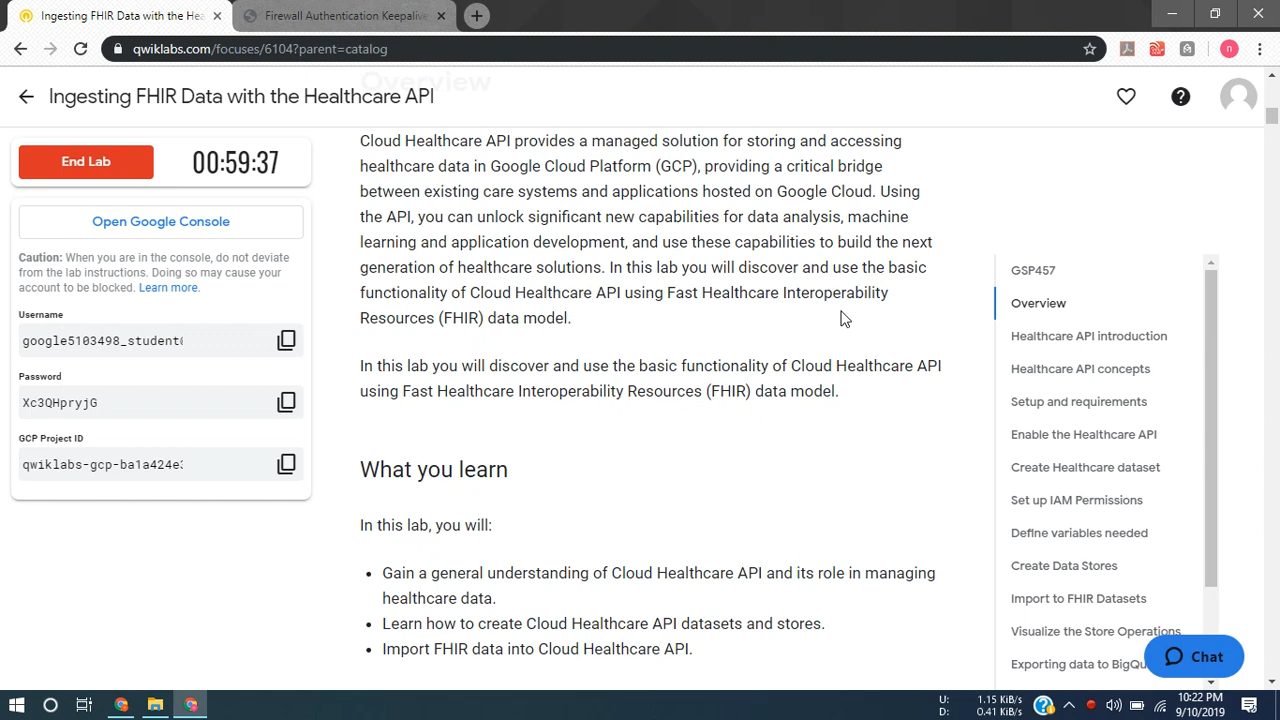 Ingesting FHIR Data with the Hea
Firewall Authentication Keepalive
qwiklabs.com/focuses/6104?parent=catalog
Overview
Ingesting FHIR Data with the Healthcare API
End Lab
00:59:37
Open Google Console
Caution: When you are in the console, do not deviate
from the lab instructions. Doing so may cause your
account to be blocked. Learn more.
Username
google5103498_student
Password
Xc3QHpryjG
GCP Project ID
qwiklabs-gcp-ba1a424e
Cloud Healthcare API provides a managed solution for storing and accessing
healthcare data in Google Cloud Platform (GCP), providing a critical bridge
between existing care systems and applications hosted on Google Cloud. Using
the API, you can unlock significant new capabilities for data analysis, machine
learning and application development, and use these capabilities to build the next
generation of healthcare solutions. In this lab you will discover and use the basic
functionality of Cloud Healthcare API using Fast Healthcare Interoperability
Resources (FHIR) data model.
In this lab you will discover and use the basic functionality of Cloud Healthcare API
using Fast Healthcare Interoperability Resources (FHIR) data model.
What you learn
In this lab, you will:
• Gain a general understanding of Cloud Healthcare API and its role in managing
healthcare data.
• Learn how to create Cloud Healthcare API datasets and stores.
• Import FHIR data into Cloud Healthcare API.
GSP457
Overview
Healthcare API introduction
Healthcare API concepts
Setup and requirements
Enable the Healthcare API
Create Healthcare dataset
Set up IAM Permissions
Define variables needed
Create Data Stores
Import to FHIR Datasets
Visualize the Store Operations
Exporting data to BigQu
Chat
U: 1.15 KiB/s
D: 0.41 KiB/s
10:22 PM
9/10/2019